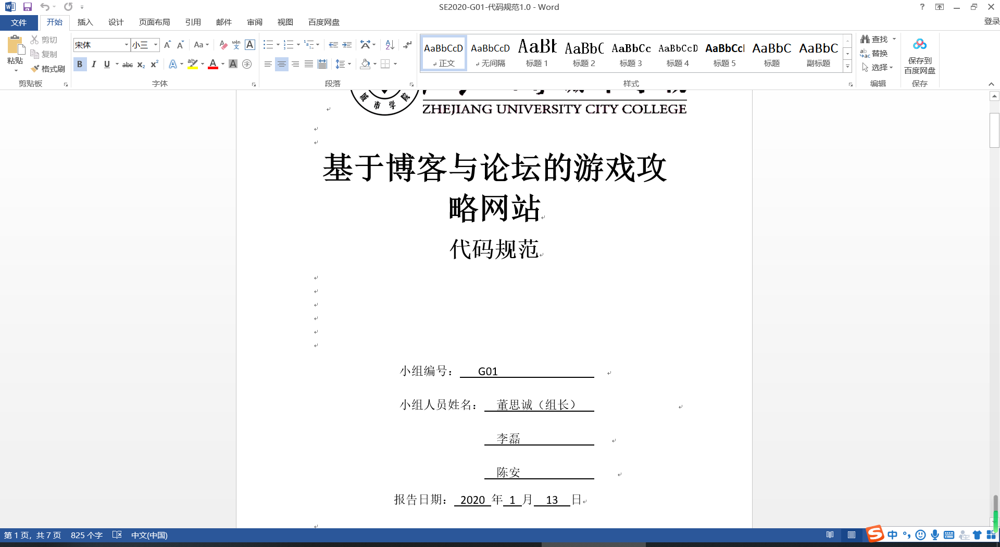 SE2020-G01-代码规范1.0 - Word
?
文件 开始 插入 设计 页面布局 引用 邮件 审阅 视图 百度网盘 登录
粘贴 剪切 复制 格式刷
剪贴板
宋体 小三 A A Aa wén 文 A
B I U abc X₂ X² A ab A A 字
字体
段落
AaBbCcD AaBbCcD AaBb AaBbC AaBbCc AaBbCcD AaBbCc AaBbC AaBbC
正文 无间隔 标题 1 标题 2 标题 3 标题 4 标题 5 标题 副标题
样式
查找
替换
选择
编辑
保存到
百度网盘
保存
城市学院
ZHEJIANG UNIVERSITY CITY COLLEGE
基于博客与论坛的游戏攻
略网站
代码规范
小组编号： G01
小组人员姓名： 董思诚（组长）
李磊
陈安
报告日期： 2020 年 1 月 13 日
第 1 页，共 7 页 825 个字 中文(中国)
S 中